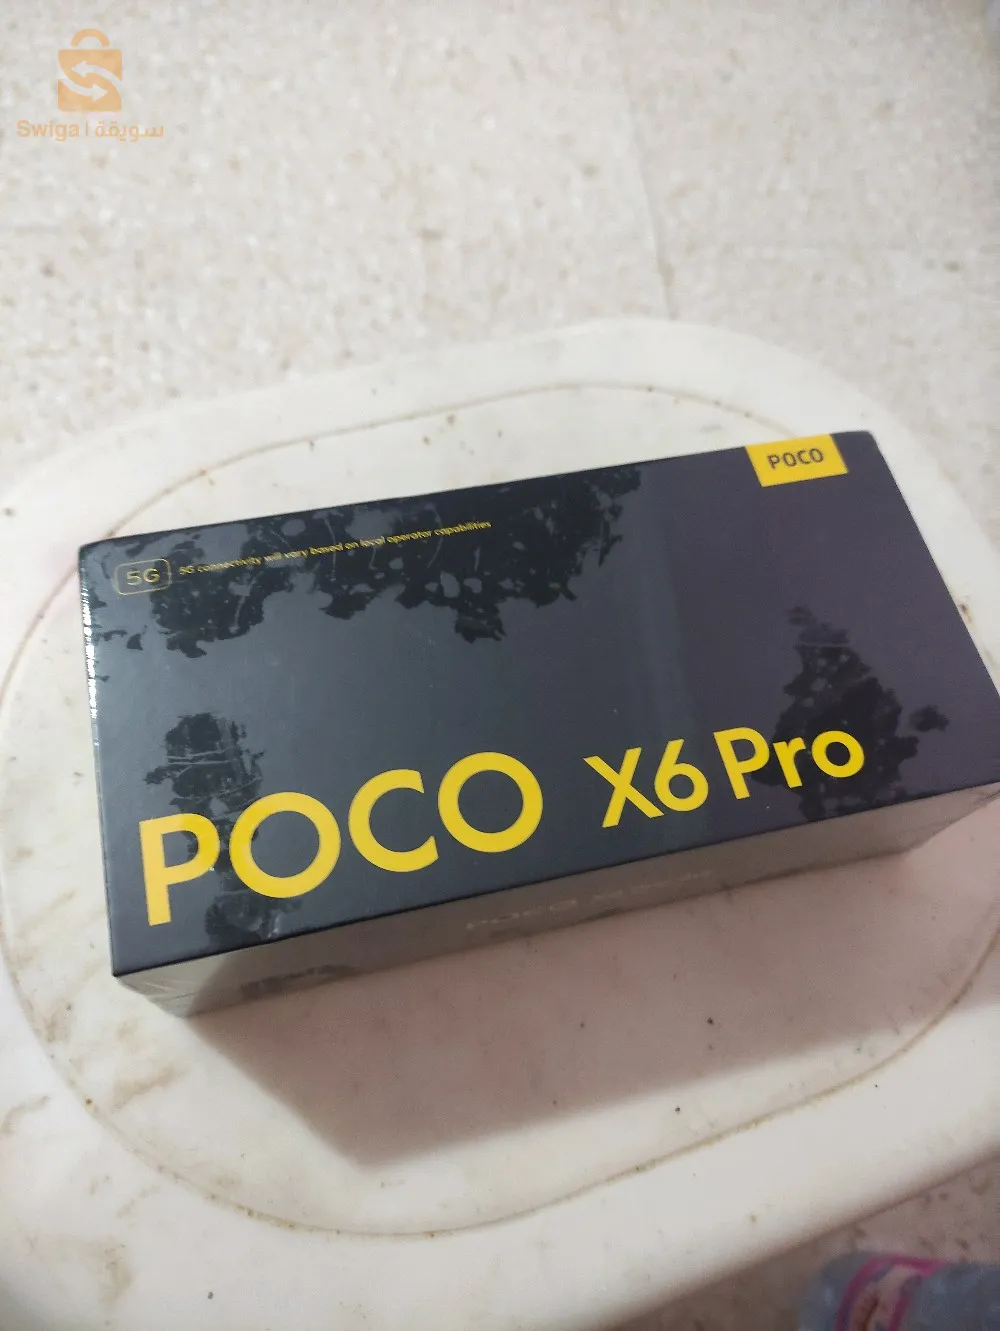 Swiga | سويقة
POCO
5G
5G connectivity will vary based on local operator capabilities
POCO X6 Pro